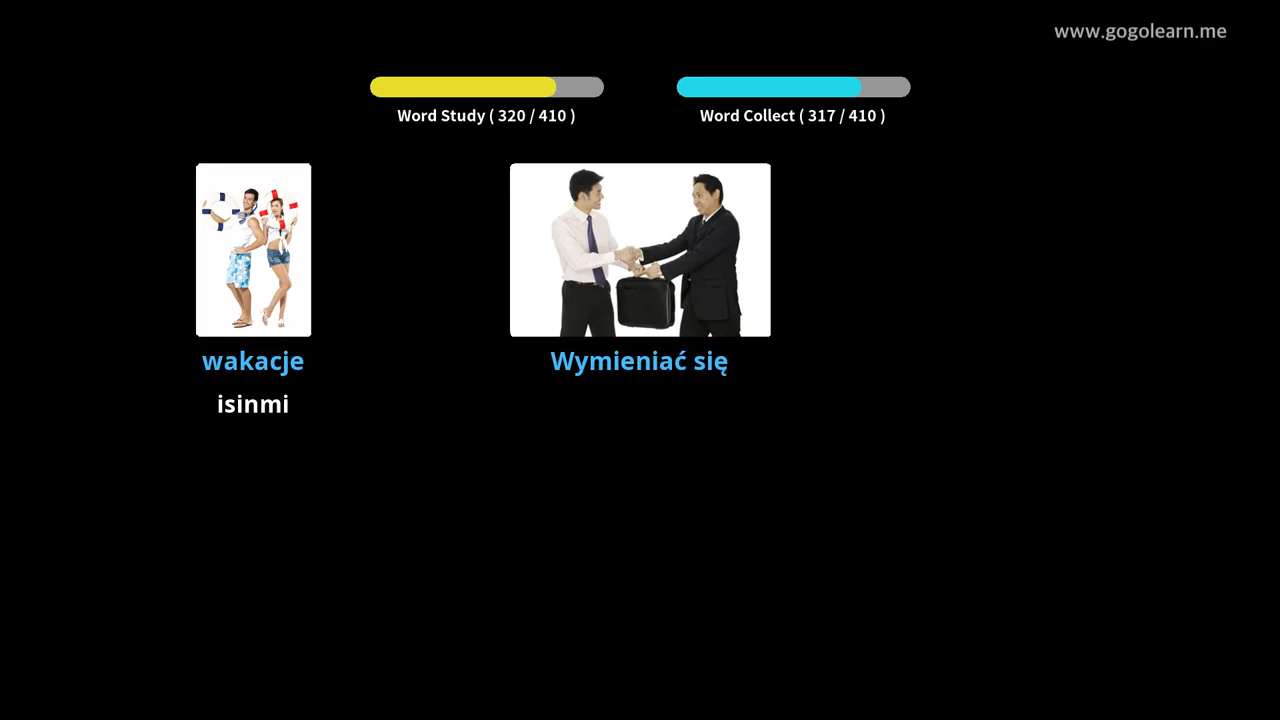 www.gogolearn.me
Word Study ( 320 / 410 )
Word Collect ( 317 / 410 )
wakacje
Wymieniać się
isinmi